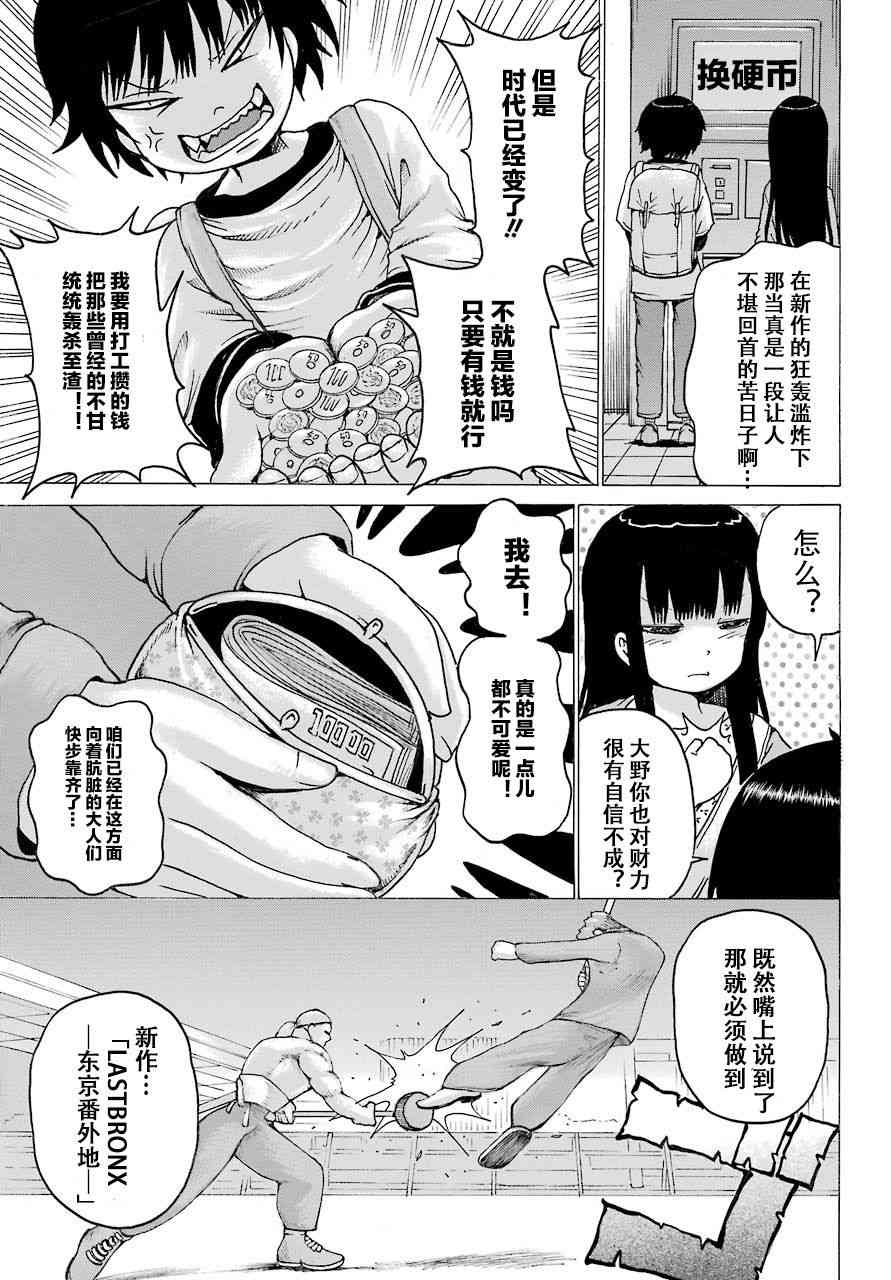 换硬币
在新作的狂轰滥炸下
那当真是一段让人
不堪回首的苦日子啊…
但是
时代已经变了!!
不就是钱吗
只要有钱就行
我要用打工攒的钱
把那些曾经的不甘
统统轰杀至渣!!
怎么?
大野你也对财力
很有自信不成?
我去!
真的是一点儿
都不可爱呢!
10000
咱们已经在这方面
向着肮脏的大人们
快步靠齐了…
既然嘴上说到了
那就必须做到
新作…
「LASTBRONX
—东京番外地—」